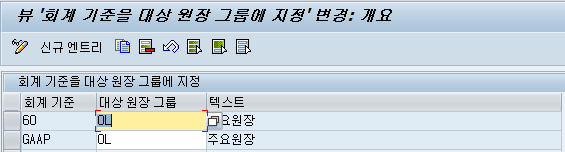 뷰 '회계 기준을 대상 원장 그룹에 지정' 변경: 개요
신규 엔트리
회계 기준을 대상 원장 그룹에 지정
회계 기준 대상 원장 그룹 텍스트
60 0L 요원장
GAAP 0L 주요원장